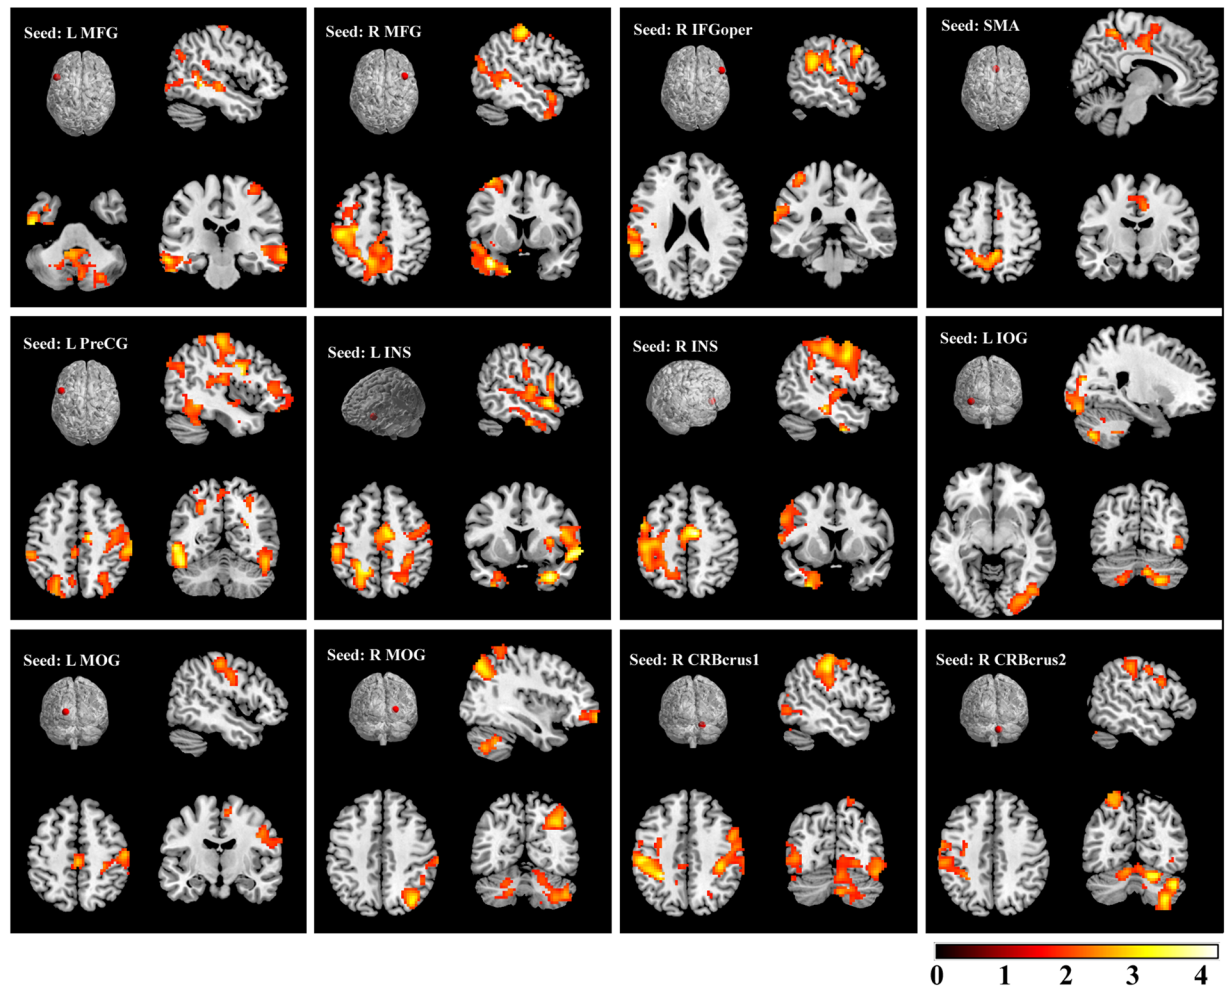 Seed: L MFG
Seed: R MFG
Seed: R IFGoper
Seed: SMA
Seed: L PreCG
Seed: L INS
Seed: R INS
Seed: L IOG
Seed: L MOG
Seed: R MOG
Seed: R CRBcrus1
Seed: R CRBcrus2
0 1 2 3 4